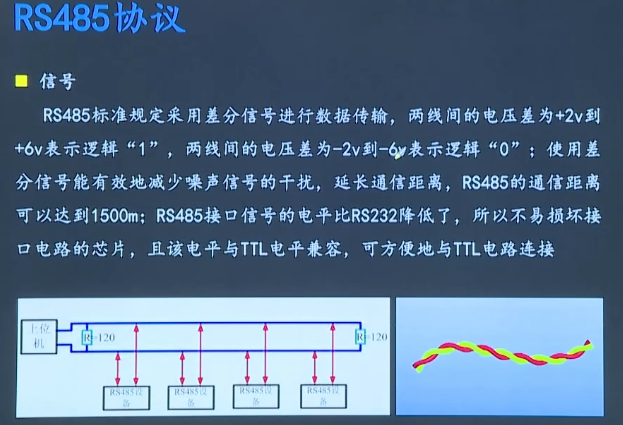 RS485协议
信号
RS485标准规定采用差分信号进行数据传输，两线间的电压差为+2v到
+6v表示逻辑“1”，两线间的电压差为-2v到-6v表示逻辑“0”；使用差
分信号能有效地减少噪声信号的干扰，延长通信距离，RS485的通信距离
可以达到1500m；RS485接口信号的电平比RS232降低了，所以不易损坏接
口电路的芯片，且该电平与TTL电平兼容，可方便地与TTL电路连接
上位
机
R=120
R=120
RS485设
备
RS485设
备
RS485设
备
RS485设
备